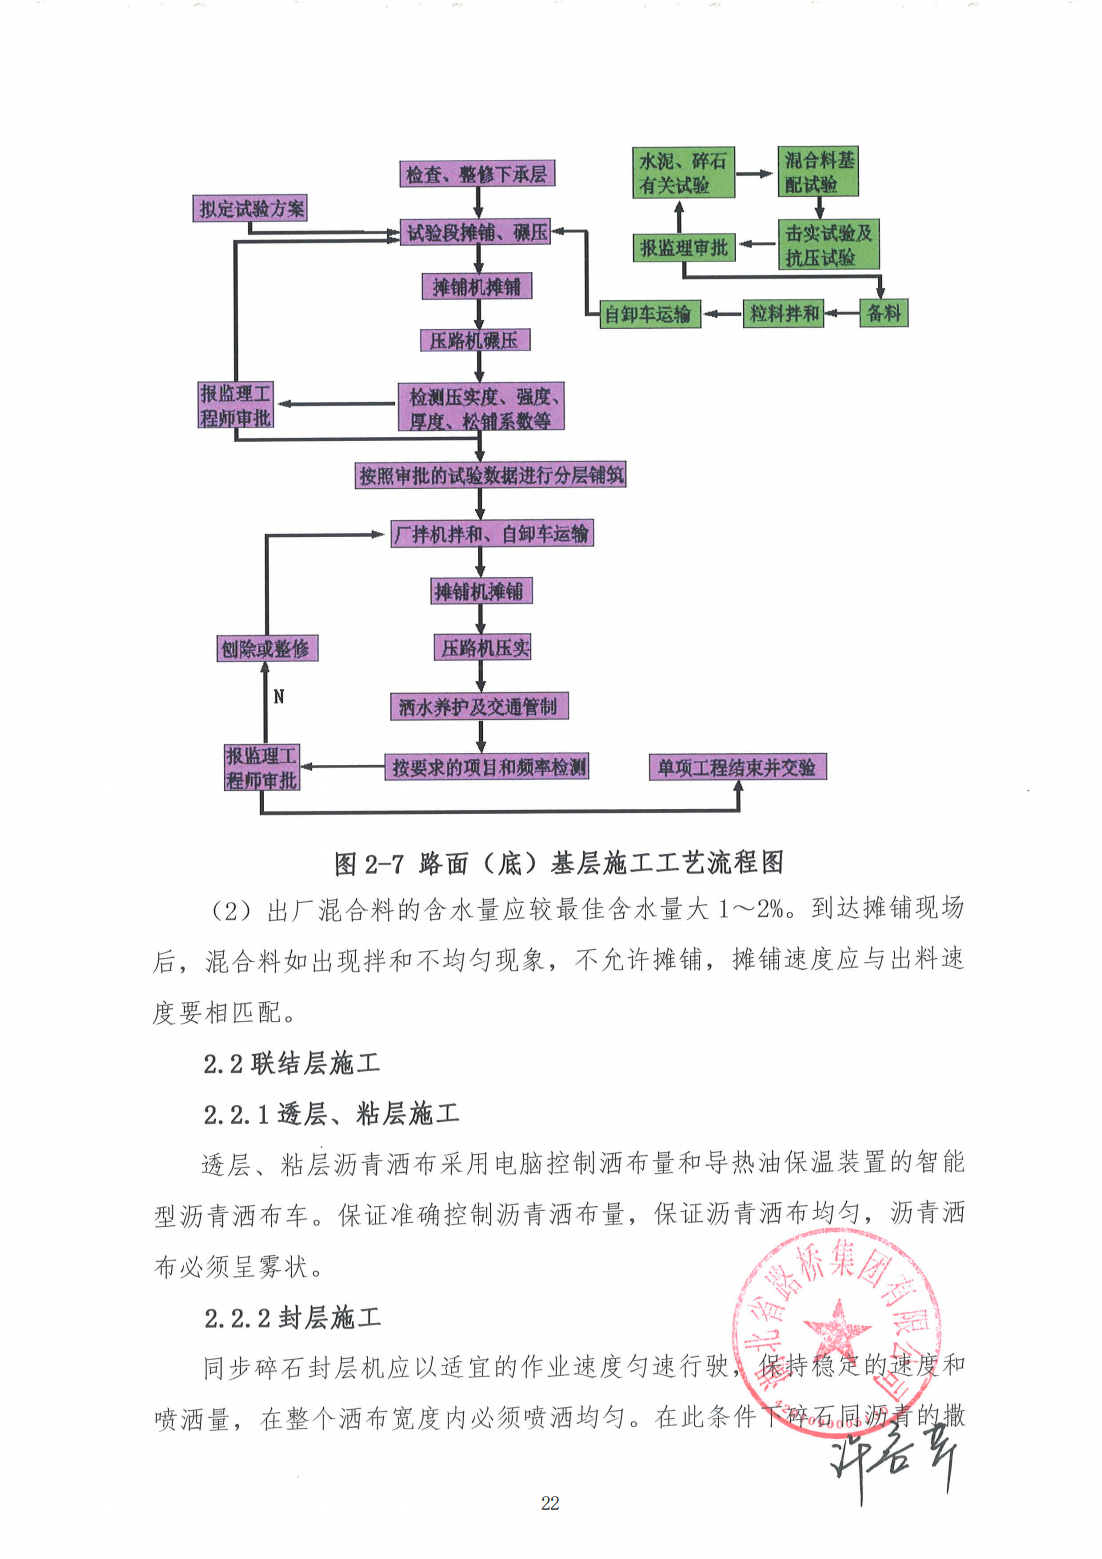 检查、整修下承层
水泥、碎石
有关试验
混合料基
配试验
拟定试验方案
试验段摊铺、碾压
报监理审批
击实试验及
抗压试验
摊铺机摊铺
自卸车运输
粒料拌和
备料
压路机碾压
报监理工
程师审批
检测压实度、强度、
厚度、松铺系数等
按照审批的试验数据进行分层铺筑
厂拌机拌和、自卸车运输
摊铺机摊铺
刨除或整修
压路机压实
N
洒水养护及交通管制
报监理工
程师审批
按要求的项目和频率检测
单项工程结束并交验
图 2-7 路面（底）基层施工工艺流程图
（2）出厂混合料的含水量应较最佳含水量大 1～2%。到达摊铺现场
后，混合料如出现拌和不均匀现象，不允许摊铺，摊铺速度应与出料速
度要相匹配。
2.2 联结层施工
2.2.1 透层、粘层施工
透层、粘层沥青洒布采用电脑控制洒布量和导热油保温装置的智能
型沥青洒布车。保证准确控制沥青洒布量，保证沥青洒布均匀，沥青洒
布必须呈雾状。
2.2.2 封层施工
同步碎石封层机应以适宜的作业速度匀速行驶，保持稳定的速度和
喷洒量，在整个洒布宽度内必须喷洒均匀。在此条件下碎石同沥青的撒
湖北省路桥集团有限公司
22